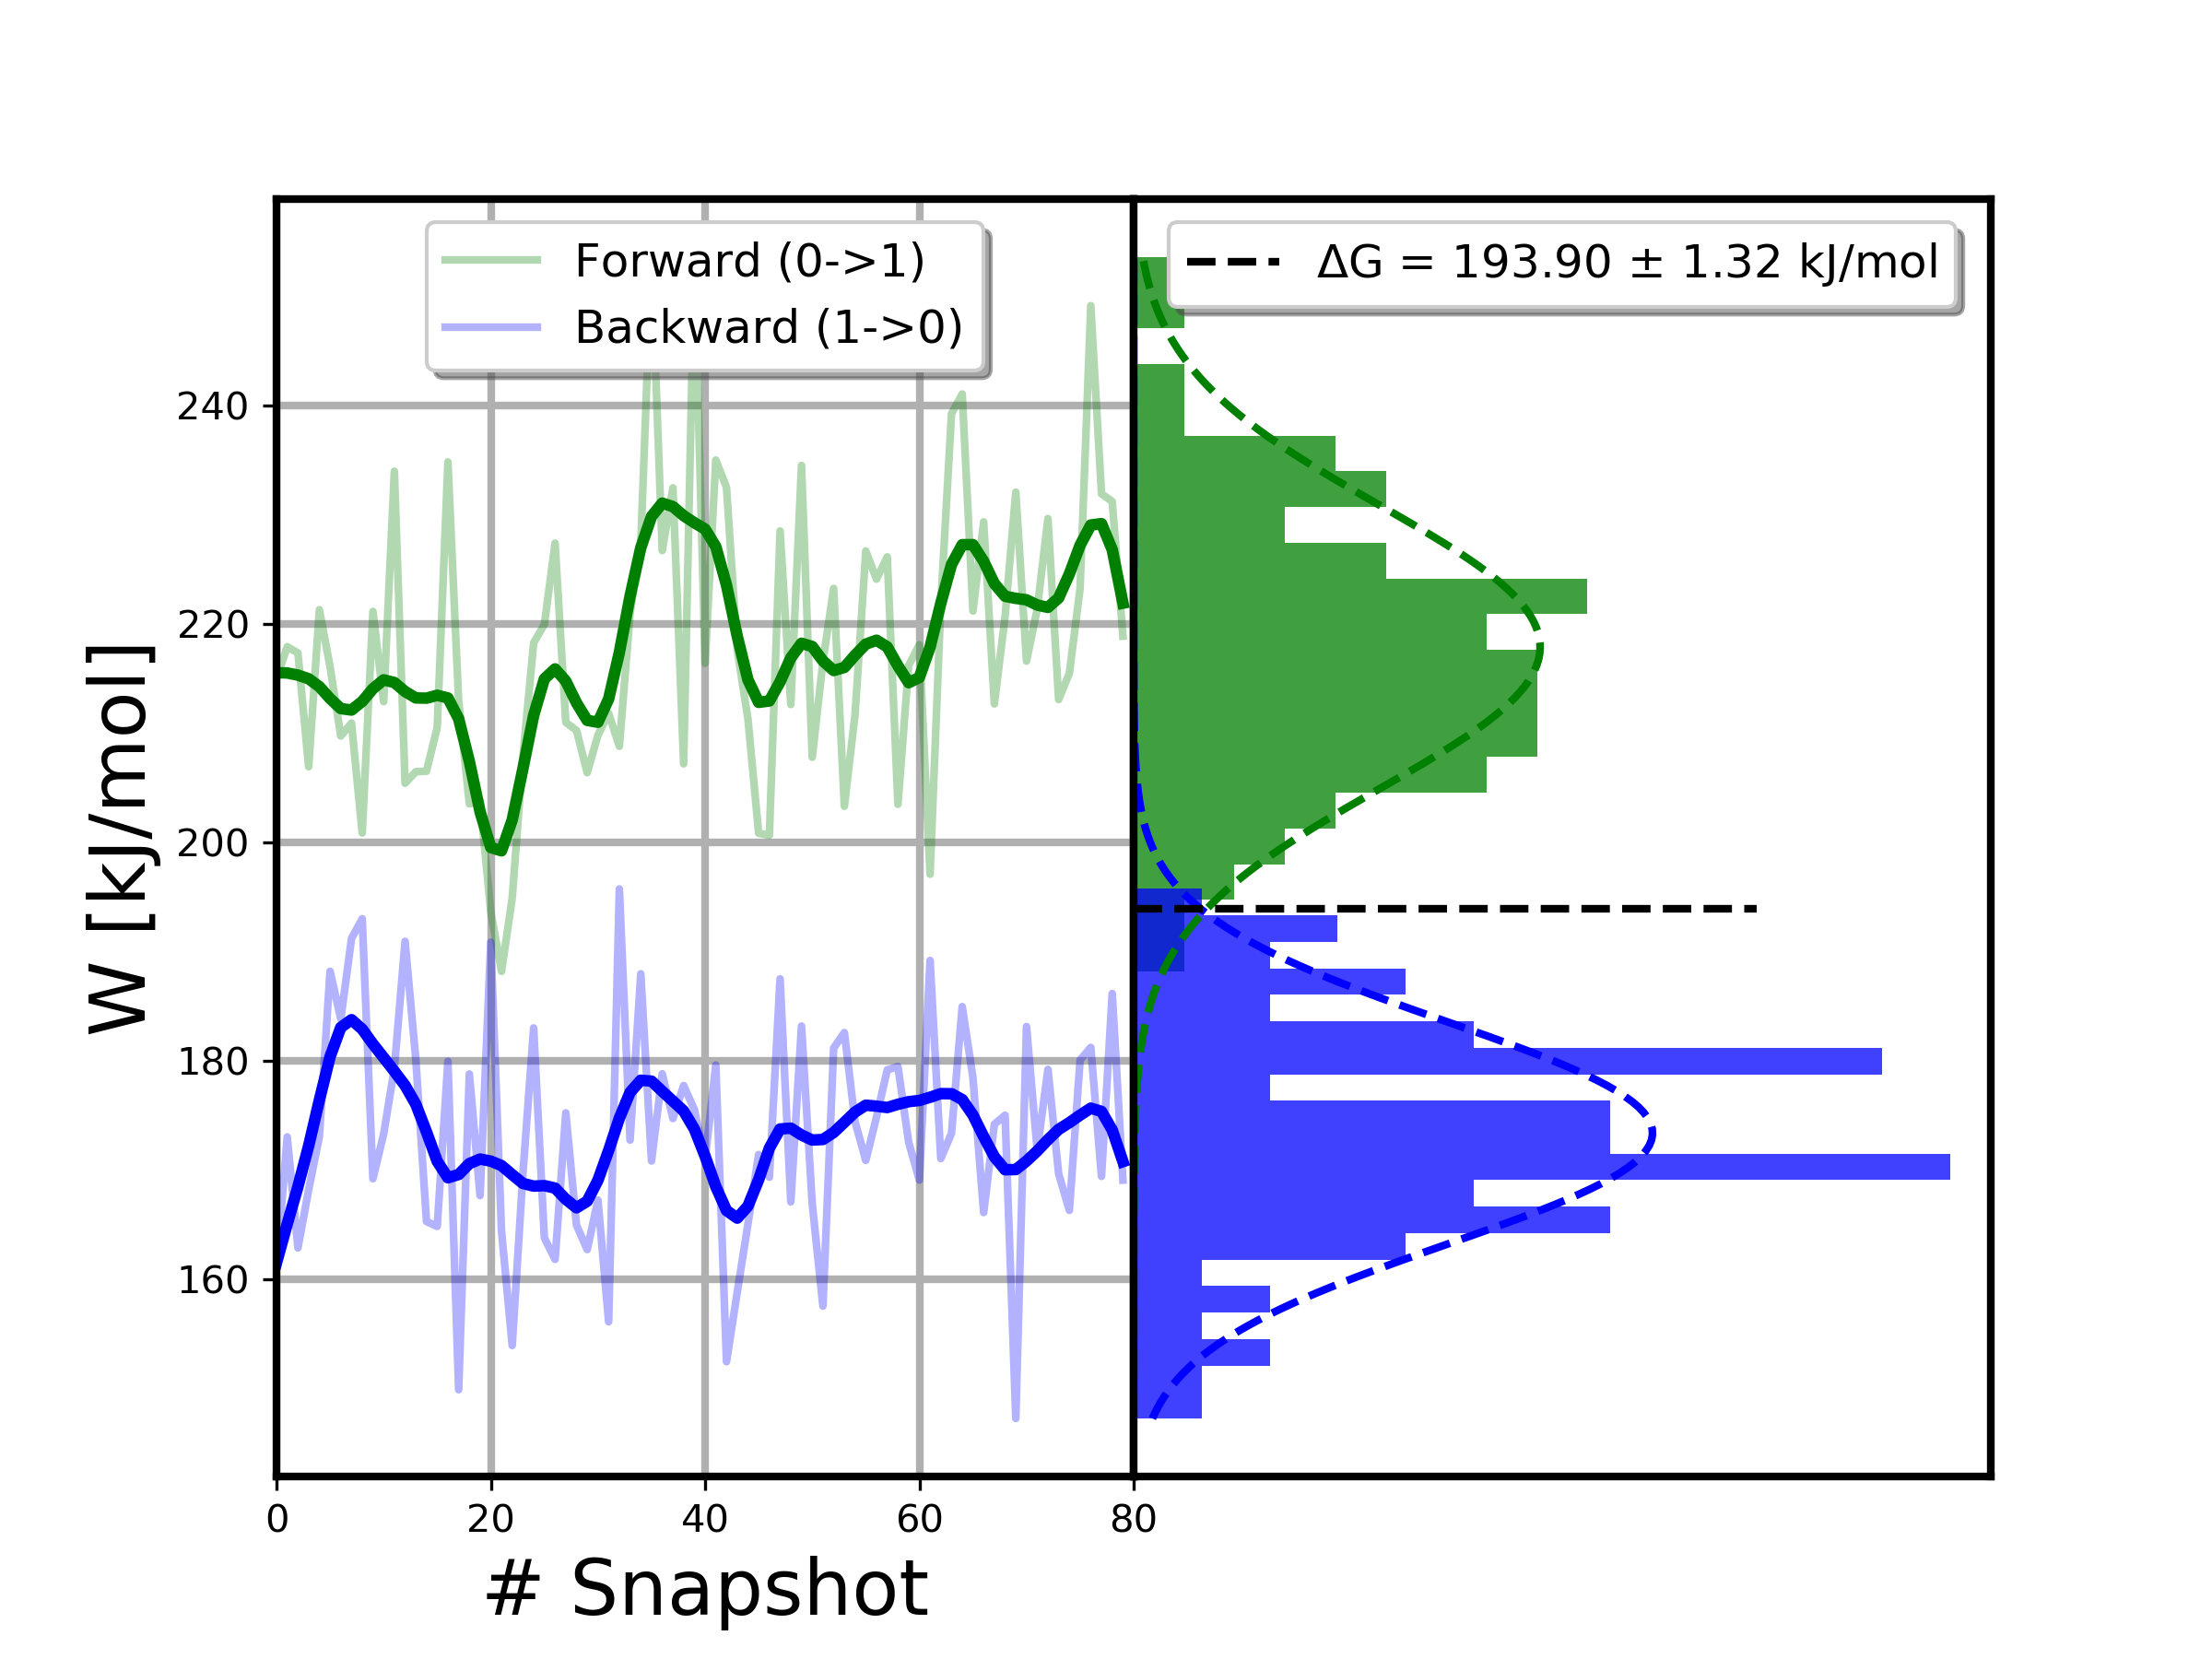 Forward (0->1)
Backward (1->0)
ΔG = 193.90 ± 1.32 kJ/mol
W [kJ/mol]
240
220
200
180
160
0 20 40 60 80
# Snapshot